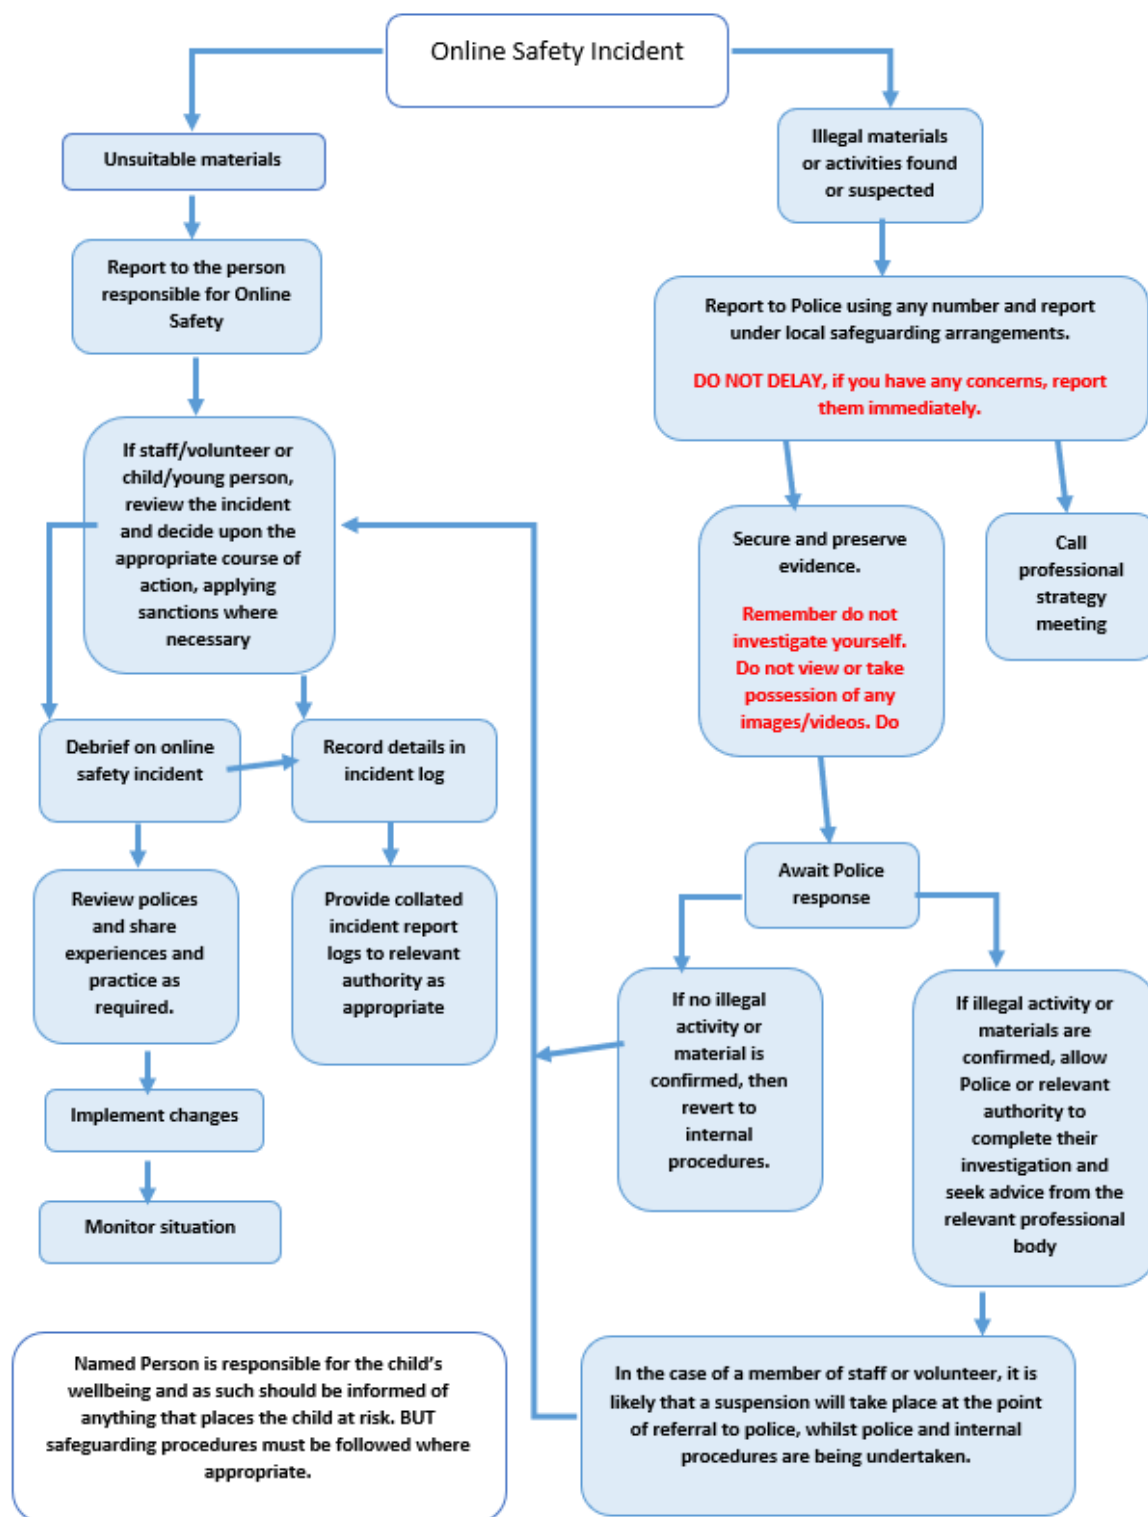 Online Safety Incident
Unsuitable materials
Report to the person
responsible for Online
Safety
If staff/volunteer or
child/young person,
review the incident
and decide upon the
appropriate course of
action, applying
sanctions where
necessary
Debrief on online
safety incident
Record details in
incident log
Review polices
and share
experiences and
practice as
required.
Provide collated
incident report
logs to relevant
authority as
appropriate
Implement changes
Monitor situation
Illegal materials
or activities found
or suspected
Report to Police using any number and report
under local safeguarding arrangements.
DO NOT DELAY, if you have any concerns, report
them immediately.
Secure and preserve
evidence.
Remember do not
investigate yourself.
Do not view or take
possession of any
images/videos. Do
Call
professional
strategy
meeting
Await Police
response
If no illegal
activity or
material is
confirmed, then
revert to
internal
procedures.
If illegal activity or
materials are
confirmed, allow
Police or relevant
authority to
complete their
investigation and
seek advice from the
relevant professional
body
In the case of a member of staff or volunteer, it is
likely that a suspension will take place at the point
of referral to police, whilst police and internal
procedures are being undertaken.
Named Person is responsible for the child's
wellbeing and as such should be informed of
anything that places the child at risk. BUT
safeguarding procedures must be followed where
appropriate.